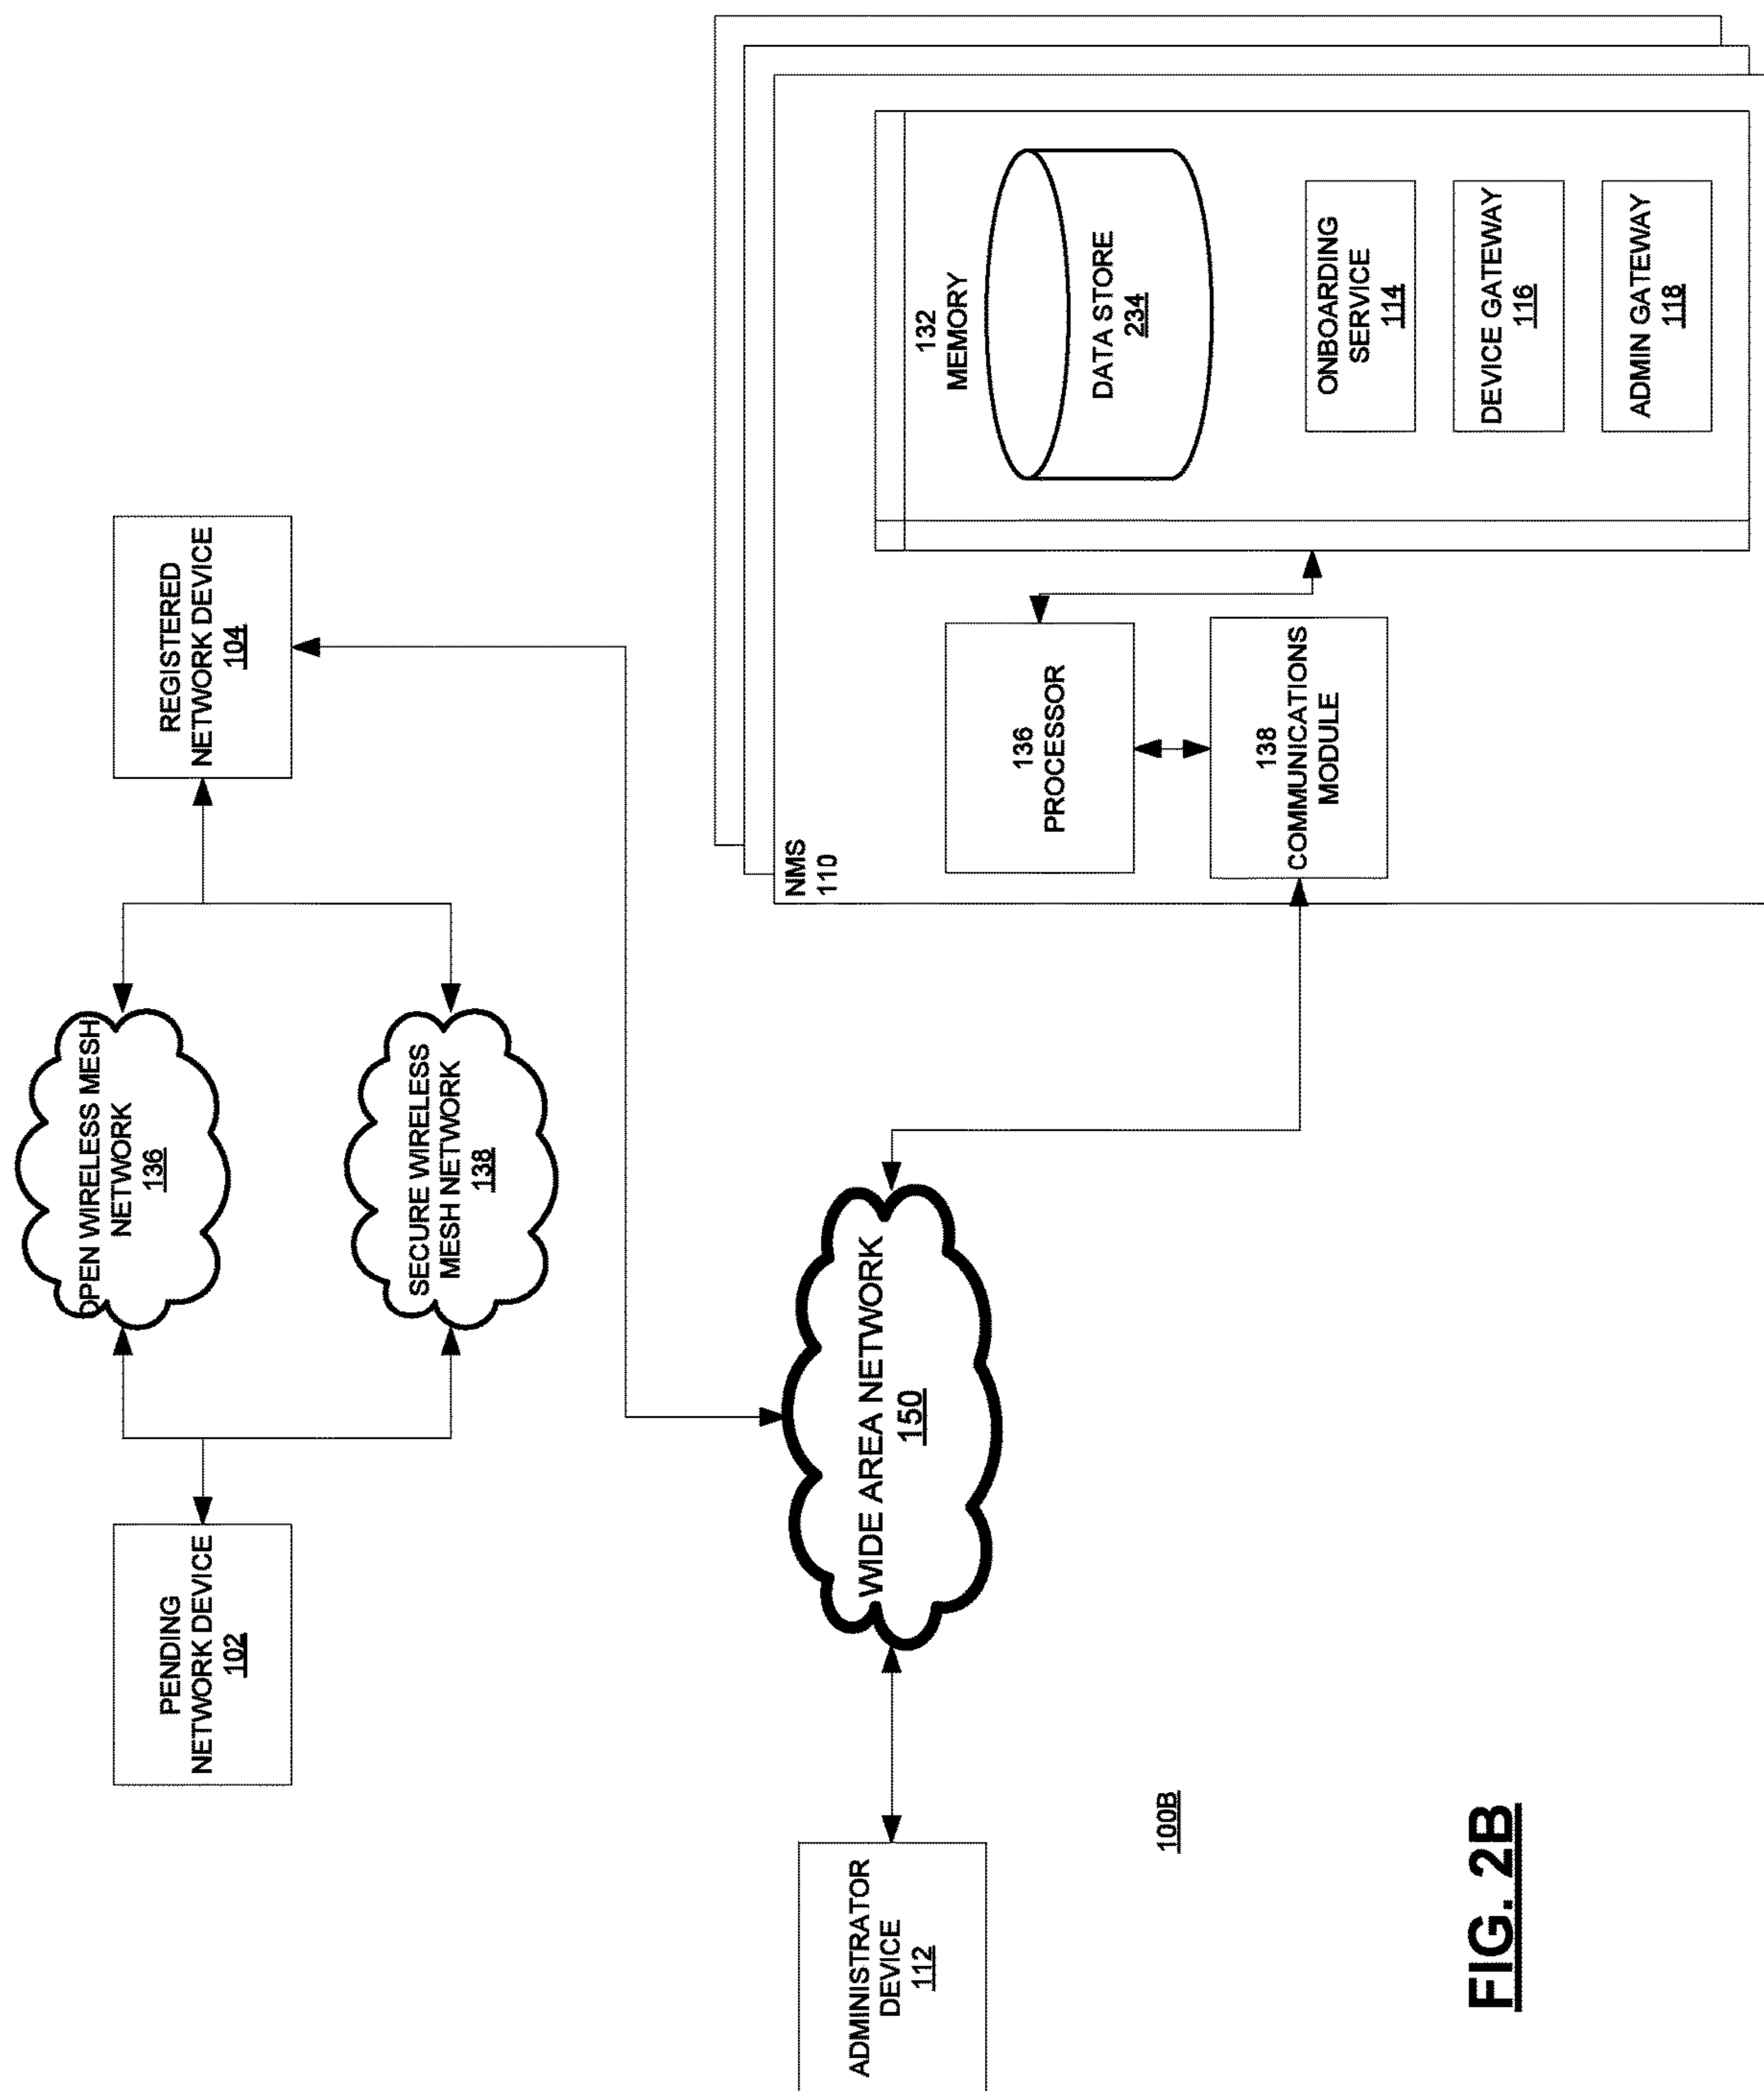 PENDING
NETWORK DEVICE
102
OPEN WIRELESS MESH
NETWORK
136
SECURE WIRELESS
MESH NETWORK
138
REGISTERED
NETWORK DEVICE
104
ADMINISTRATOR
DEVICE
112
WIDE AREA NETWORK
150
NMS
110
136
PROCESSOR
138
COMMUNICATIONS
MODULE
132
MEMORY
DATA STORE
234
ONBOARDING
SERVICE
114
DEVICE GATEWAY
116
ADMIN GATEWAY
118
100B
FIG. 2B